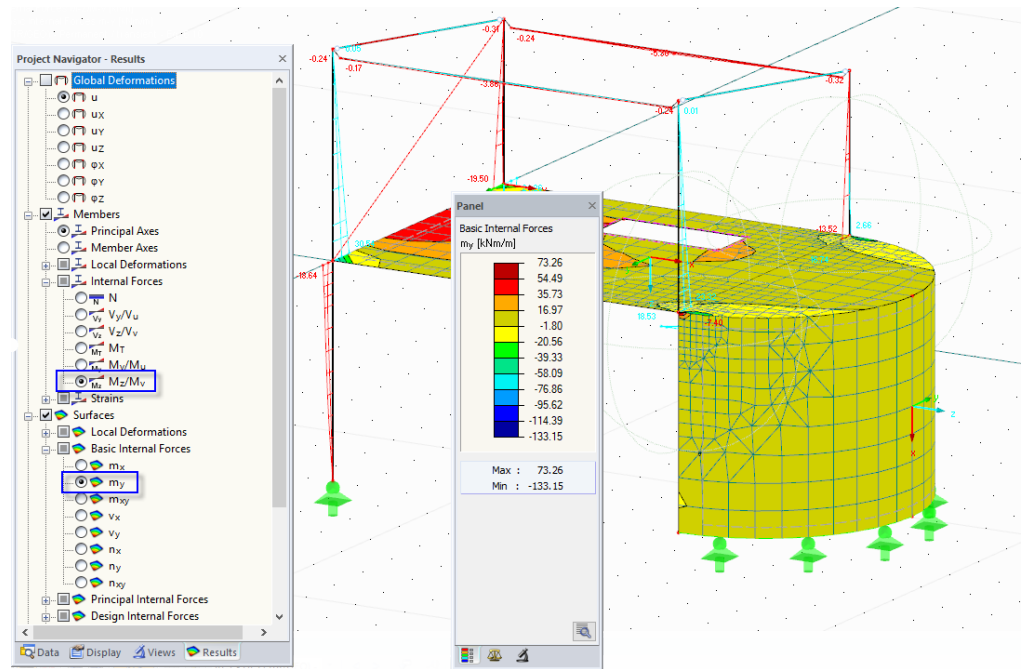 Project Navigator - Results
Global Deformations
u
uX
uY
uZ
φX
φY
φZ
Members
Principal Axes
Member Axes
Local Deformations
Internal Forces
N
Vy/Vu
Vz/Vv
MT
My/Mu
Mz/Mv
Strains
Surfaces
Local Deformations
Basic Internal Forces
mx
my
mxy
vx
vy
nx
ny
nxy
Principal Internal Forces
Design Internal Forces
Data Display Views Results
Panel
Basic Internal Forces
my [kNm/m]
73.26
54.49
35.73
16.97
-1.80
-20.56
-39.33
-58.09
-76.86
-95.62
-114.39
-133.15
Max : 73.26
Min : -133.15
-0.31
-0.24
0.05
-0.24
-0.17
-0.32
-0.24
0.01
-19.50
-13.52
2.66
-18.64
18.53
x
z